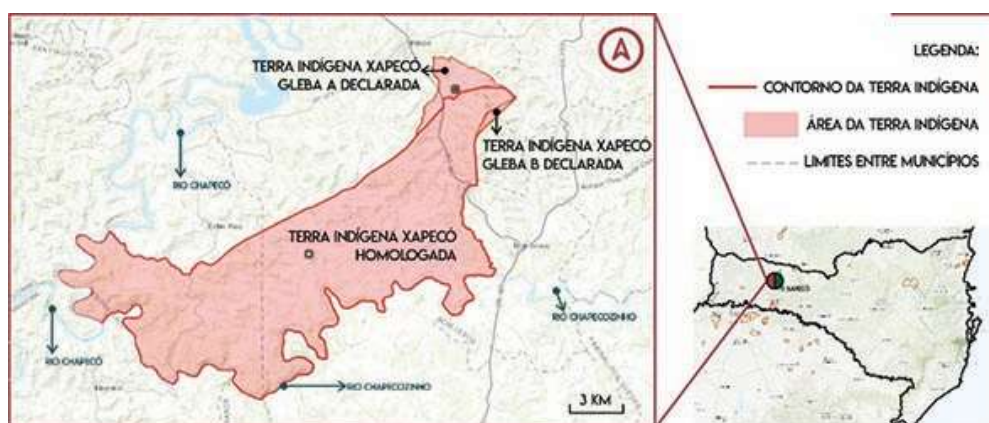 TERRA INDÍGENA XAPECÓ
GLEBA A DECLARADA
TERRA INDÍGENA XAPECÓ
GLEBA B DECLARADA
RIO CHAPECÓ
TERRA INDÍGENA XAPECÓ
HOMOLOGADA
RIO CHAPECOZINHO
RIO CHAPECÓ
RIO CHAPECOZINHO
3 KM
LEGENDA:
CONTORNO DA TERRA INDÍGENA
ÁREA DA TERRA INDÍGENA
LIMITES ENTRE MUNICÍPIOS